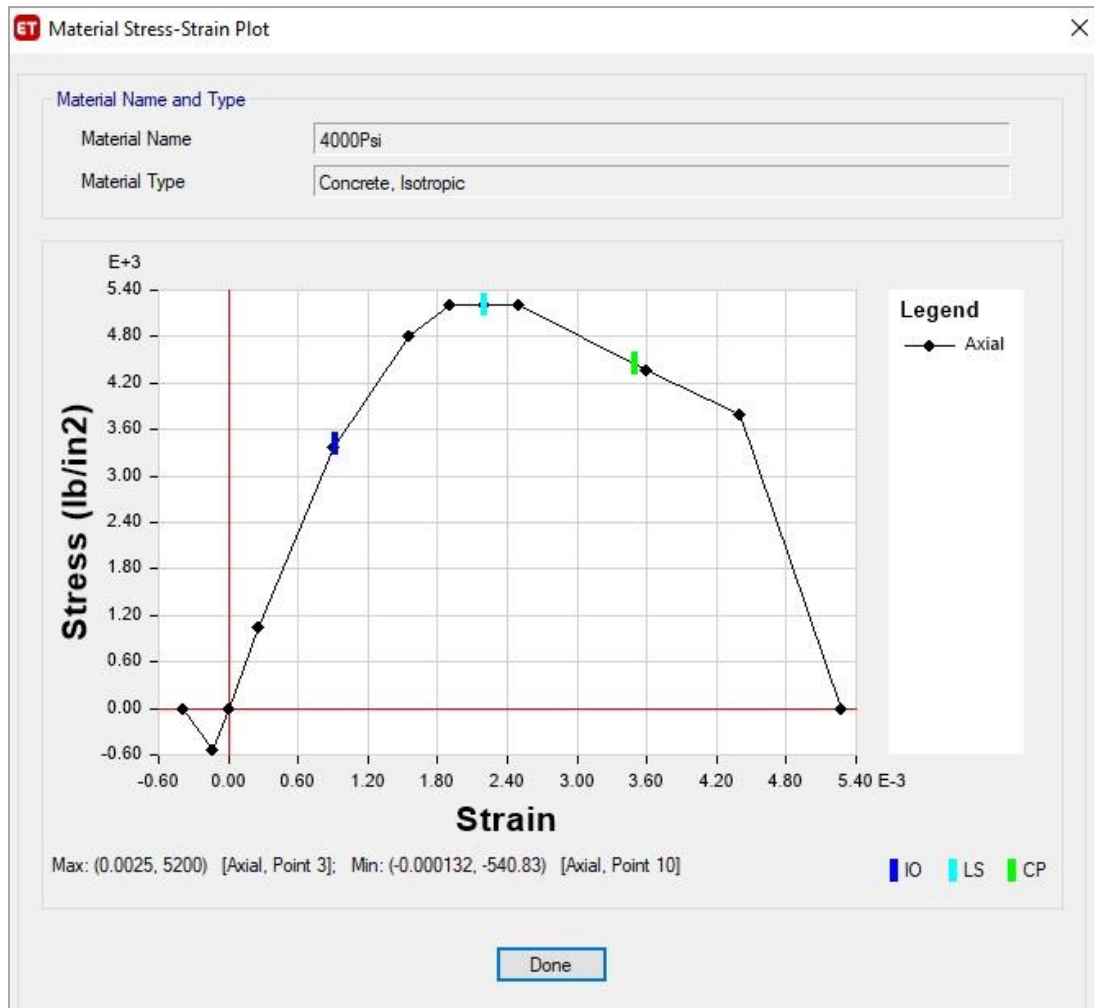 ET Material Stress-Strain Plot
Material Name and Type
Material Name 4000Psi
Material Type Concrete, Isotropic
E+3
5.40
4.80
4.20
3.60
3.00
2.40
1.80
1.20
0.60
0.00
-0.60
Stress (lb/in2)
Legend
Axial
-0.60 0.00 0.60 1.20 1.80 2.40 3.00 3.60 4.20 4.80 5.40 E-3
Strain
Max: (0.0025, 5200) [Axial, Point 3]; Min: (-0.000132, -540.83) [Axial, Point 10]
IO LS CP
Done